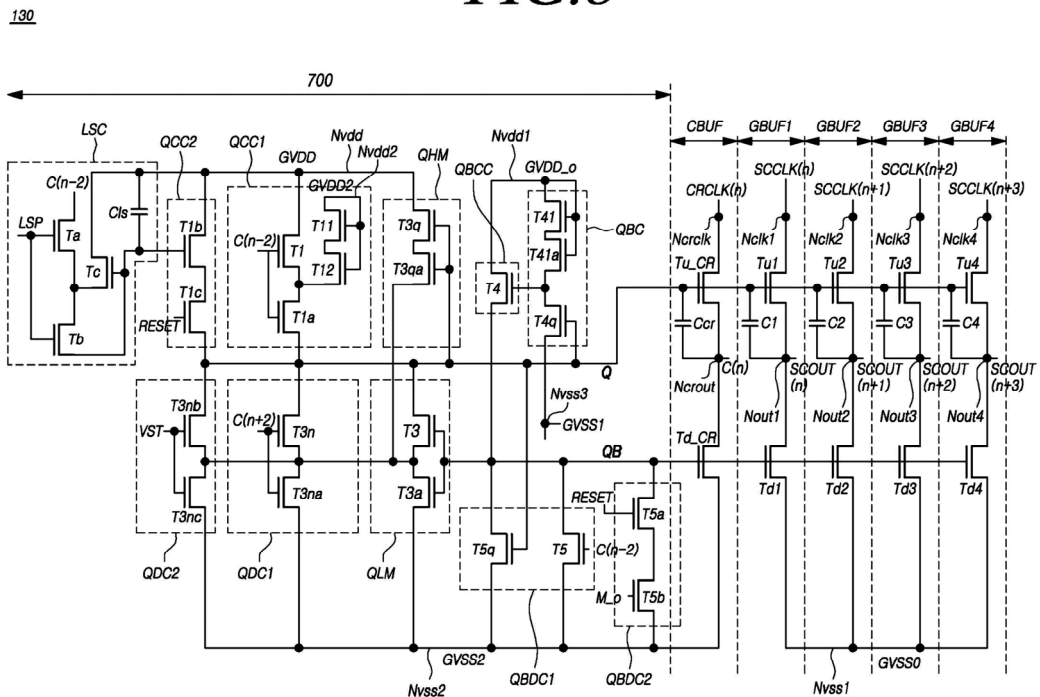 FIG.8
130
700
CBUF GBUF1 GBUF2 GBUF3 GBUF4
LSC
QCC2
QCC1
Nvdd
Nvdd2
QHM
Nvdd1
QBCC
GVDD
GVDD_o
GVDD2
QBC
C(n-2)
LSP
Ta
Tc
Tb
Cls
T1b
T1c
RESET
C(n-2)
T1
T1a
T11
T12
T3q
T3qa
T4
T41
T41a
T4q
CRCLK(n)
SCCLK(n)
SCCLK(n+1)
SCCLK(n+2)
SCCLK(n+3)
Ncrclk
Nclk1
Nclk2
Nclk3
Nclk4
Tu_CR
Tu1
Tu2
Tu3
Tu4
Ccr
C1
C2
C3
C4
Q
C(n)
SCOUT
(n)
SCOUT
(n+1)
SCOUT
(n+2)
SCOUT
(n+3)
Ncrout
Nout1
Nout2
Nout3
Nout4
Nvss3
GVSS1
VST
T3nb
T3nc
C(n+2)
T3n
T3na
T3
T3a
QB
Td_CR
Td1
Td2
Td3
Td4
RESET
T5a
T5q
T5
C(n-2)
M_o
T5b
QDC2
QDC1
QLM
Nvss2
GVSS2
QBDC1
QBDC2
Nvss1
GVSS0